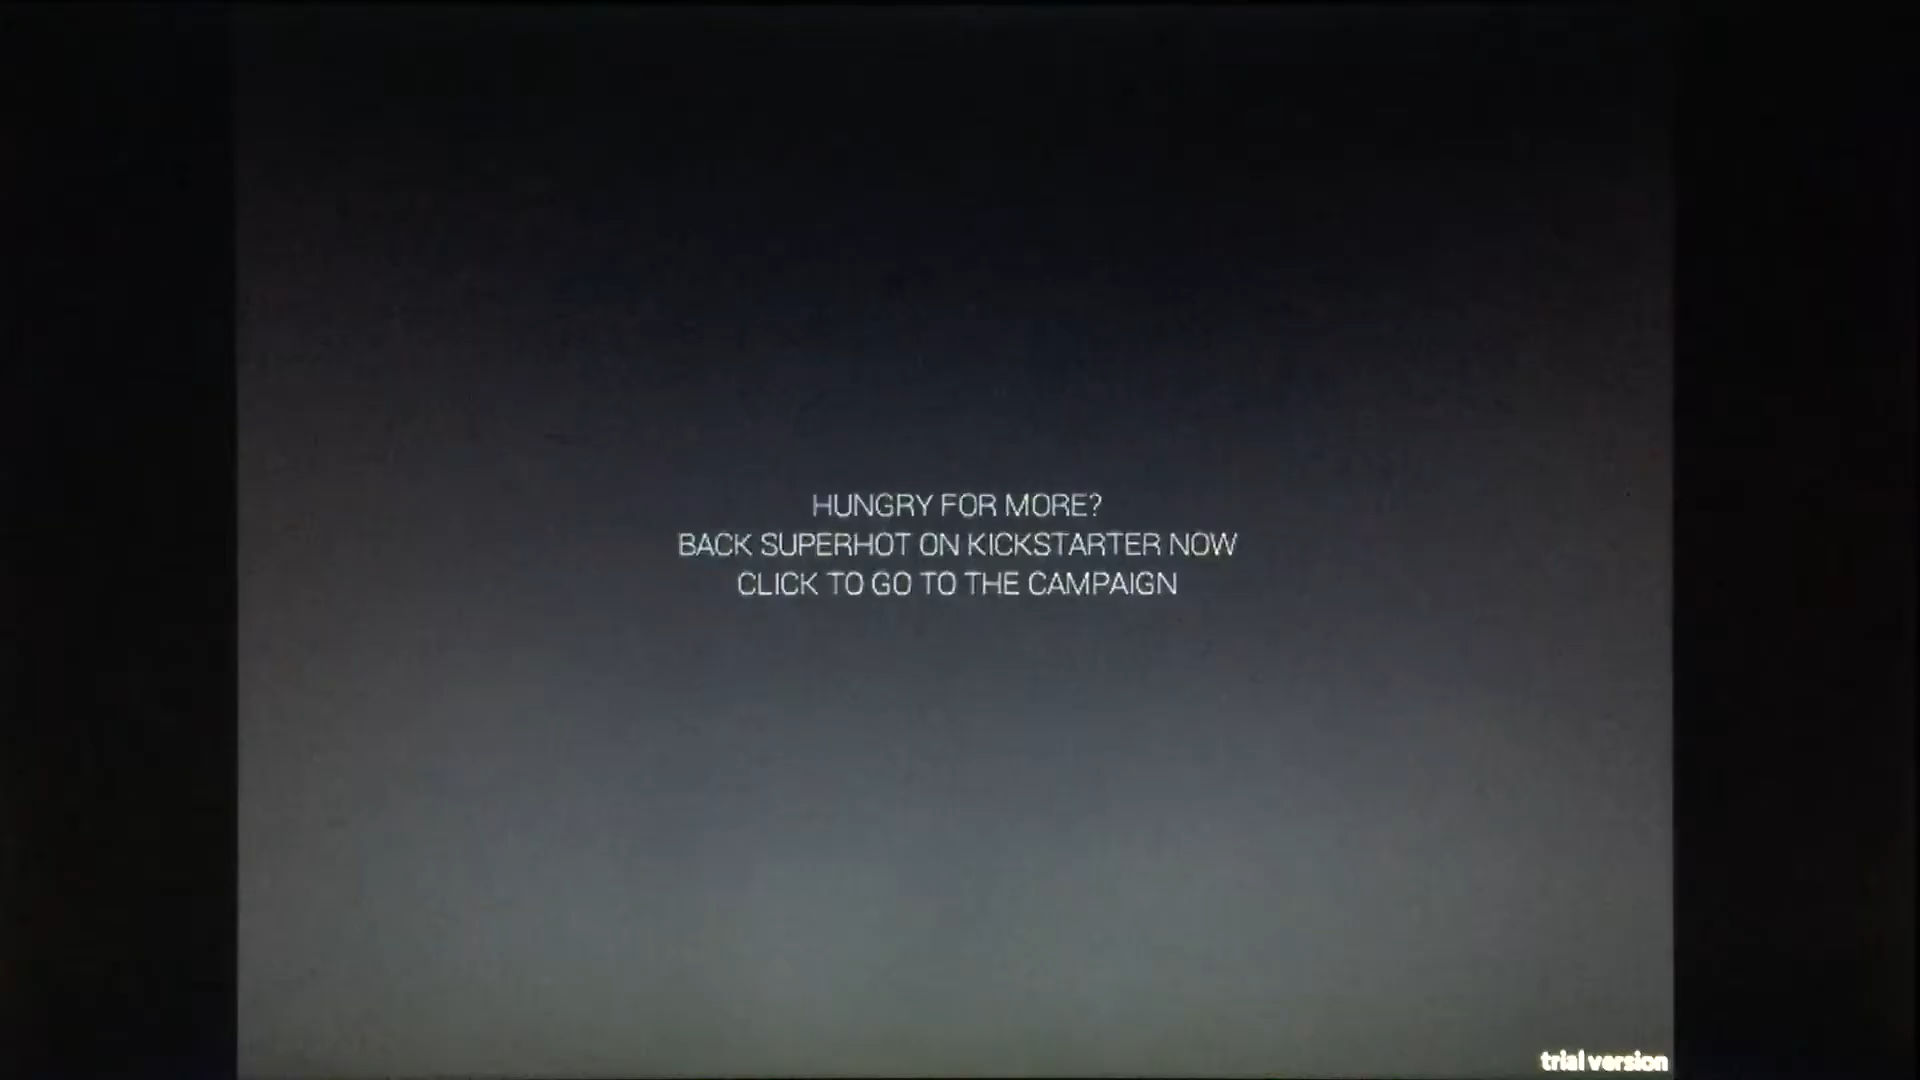 HUNGRY FOR MORE?
BACK SUPERHOT ON KICKSTARTER NOW
CLICK TO GO TO THE CAMPAIGN
trial version